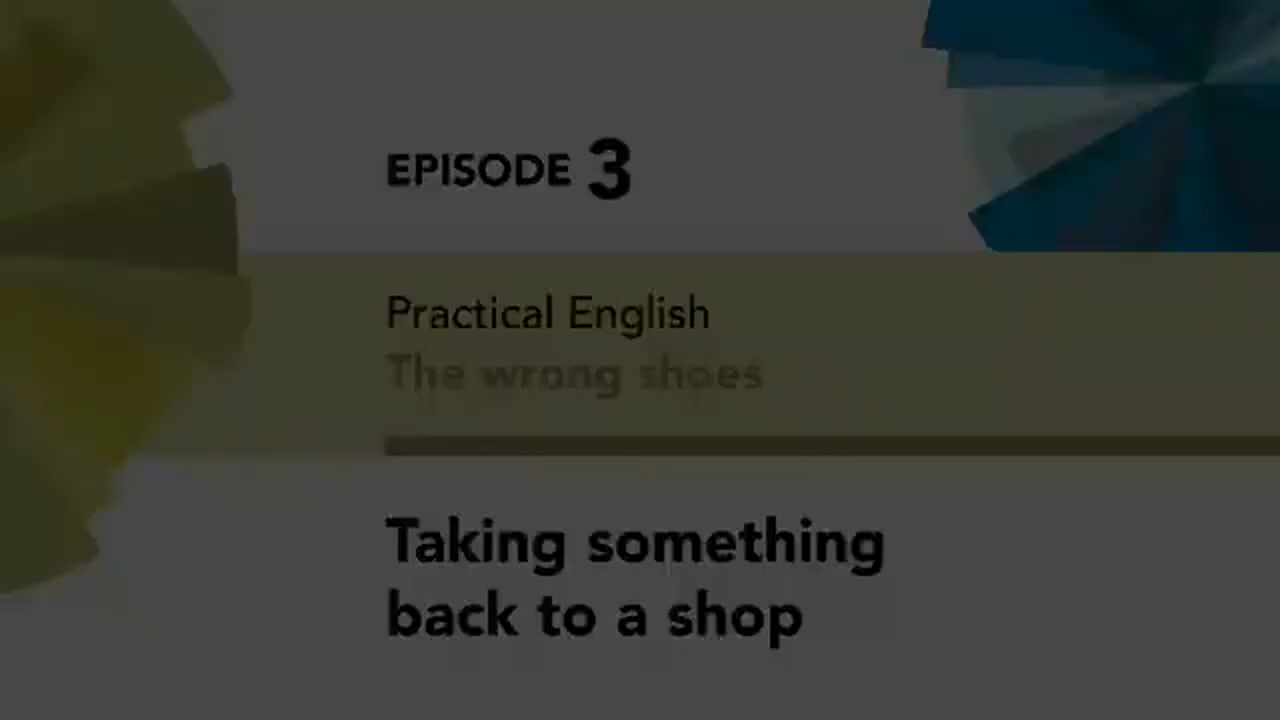 EPISODE 3
Practical English
The wrong shoes
Taking something
back to a shop